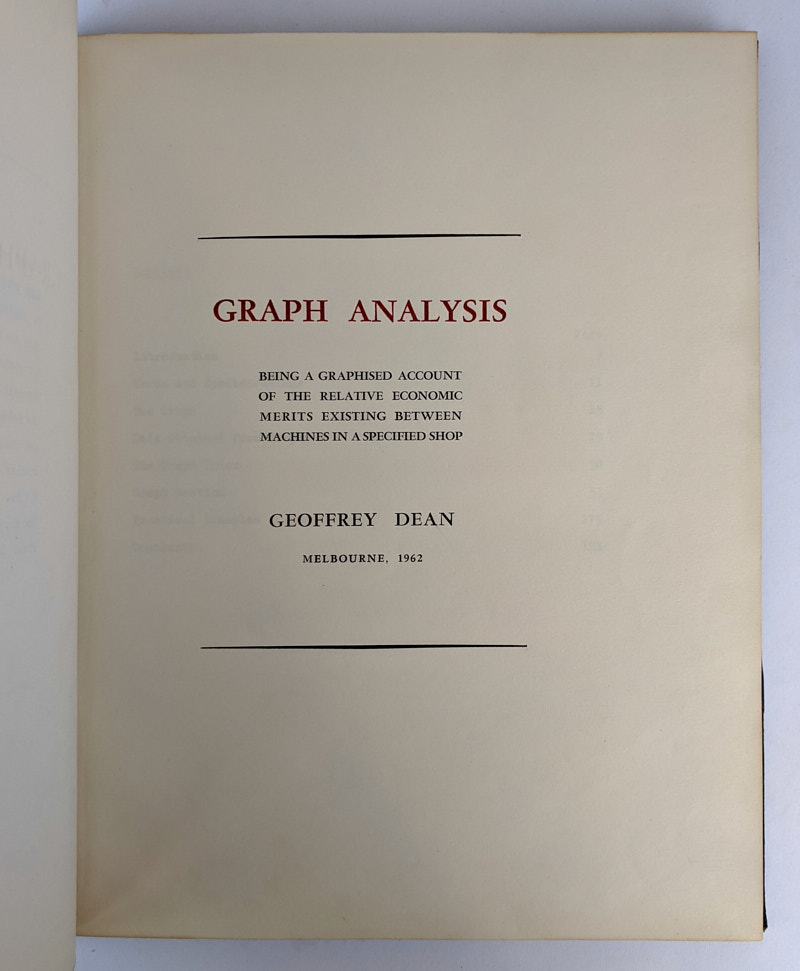 GRAPH ANALYSIS
BEING A GRAPHISED ACCOUNT
OF THE RELATIVE ECONOMIC
MERITS EXISTING BETWEEN
MACHINES IN A SPECIFIED SHOP
GEOFFREY DEAN
MELBOURNE, 1962